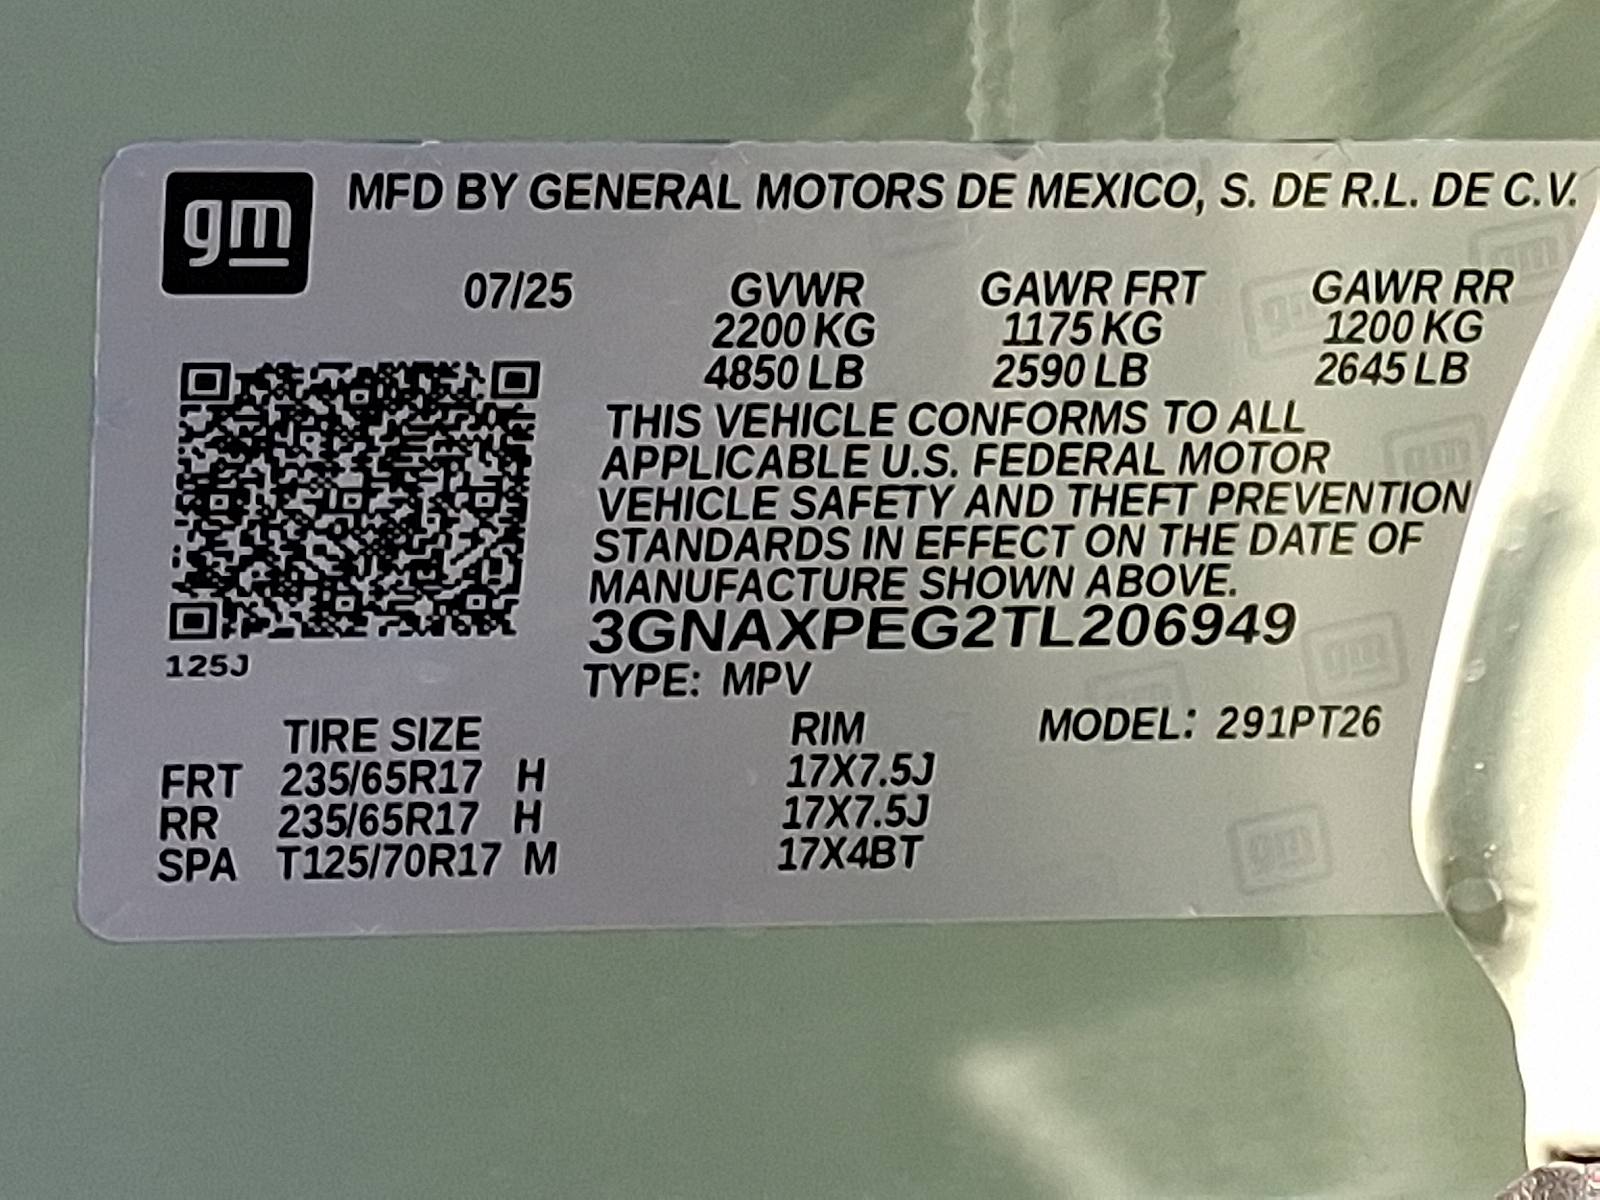 gm
MFD BY GENERAL MOTORS DE MEXICO, S. DE R.L. DE C.V.
07/25 GVWR GAWR FRT GAWR RR
2200 KG 1175 KG 1200 KG
4850 LB 2590 LB 2645 LB
THIS VEHICLE CONFORMS TO ALL
APPLICABLE U.S. FEDERAL MOTOR
VEHICLE SAFETY AND THEFT PREVENTION
STANDARDS IN EFFECT ON THE DATE OF
MANUFACTURE SHOWN ABOVE.
3GNAXPEG2TL206949
125J
TYPE: MPV
TIRE SIZE RIM MODEL: 291PT26
FRT 235/65R17 H 17X7.5J
RR 235/65R17 H 17X7.5J
SPA T125/70R17 M 17X4BT